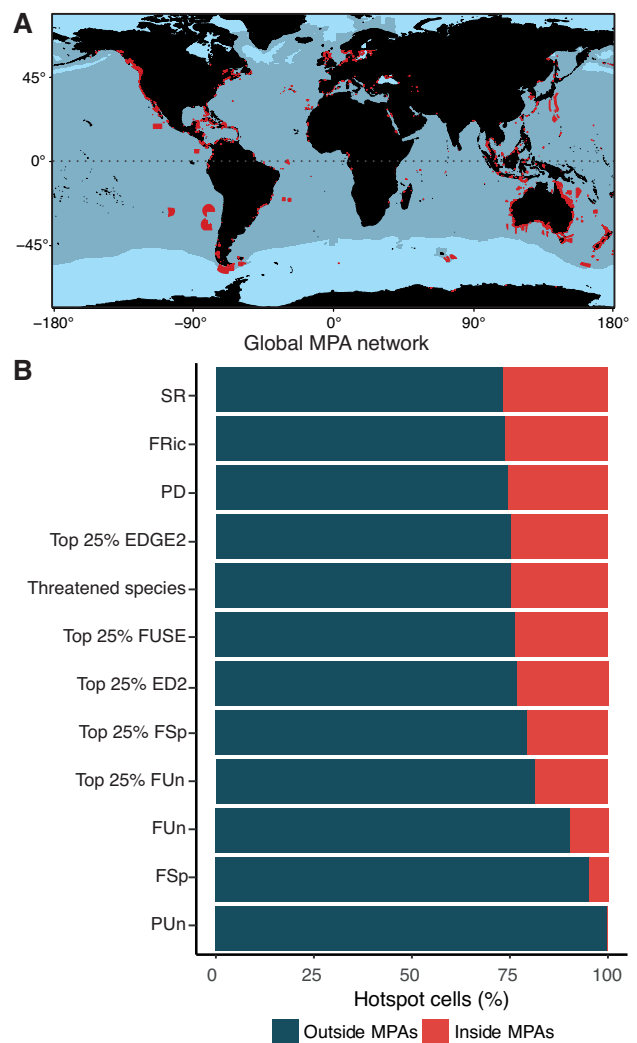 A
45°
0°
−45°
−180°
−90°
0°
90°
180°
Global MPA network
B
SR
FRic
PD
Top 25% EDGE2
Threatened species
Top 25% FUSE
Top 25% ED2
Top 25% FSp
Top 25% FUn
FUn
FSp
PUn
0
25
50
75
100
Hotspot cells (%)
Outside MPAs
Inside MPAs